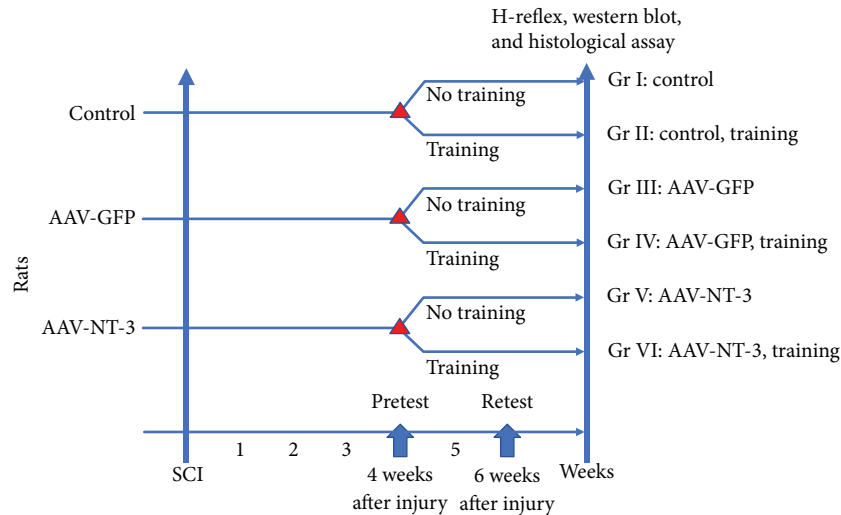 H-reflex, western blot,
and histological assay
Rats
Control
No training
Training
Gr I: control
Gr II: control, training
AAV-GFP
No training
Training
Gr III: AAV-GFP
Gr IV: AAV-GFP, training
AAV-NT-3
No training
Training
Gr V: AAV-NT-3
Gr VI: AAV-NT-3, training
Pretest
Retest
1 2 3 5
SCI
4 weeks
after injury
6 weeks
after injury
Weeks